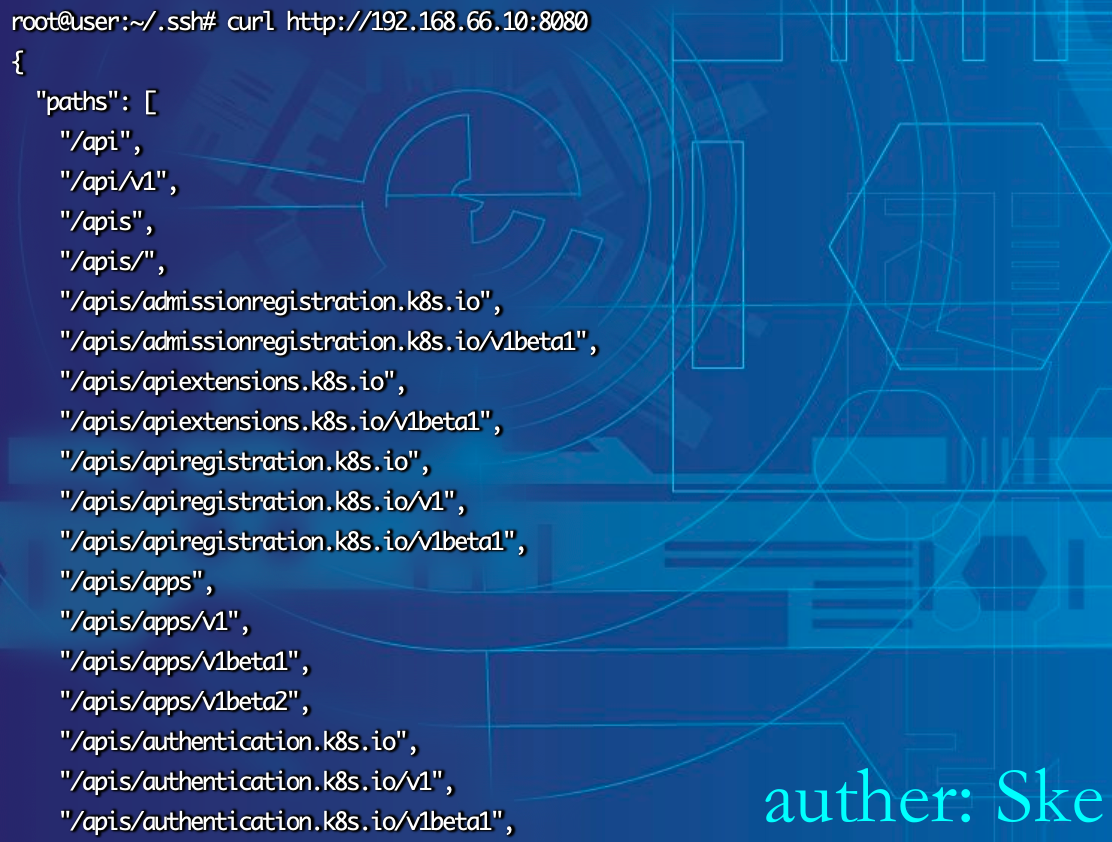 root@user:~/.ssh# curl http://192.168.66.10:8080
{
  "paths": [
    "/api",
    "/api/v1",
    "/apis",
    "/apis/",
    "/apis/admissionregistration.k8s.io",
    "/apis/admissionregistration.k8s.io/v1beta1",
    "/apis/apiextensions.k8s.io",
    "/apis/apiextensions.k8s.io/v1beta1",
    "/apis/apiregistration.k8s.io",
    "/apis/apiregistration.k8s.io/v1",
    "/apis/apiregistration.k8s.io/v1beta1",
    "/apis/apps",
    "/apis/apps/v1",
    "/apis/apps/v1beta1",
    "/apis/apps/v1beta2",
    "/apis/authentication.k8s.io",
    "/apis/authentication.k8s.io/v1",
    "/apis/authentication.k8s.io/v1beta1",
auther: Ske